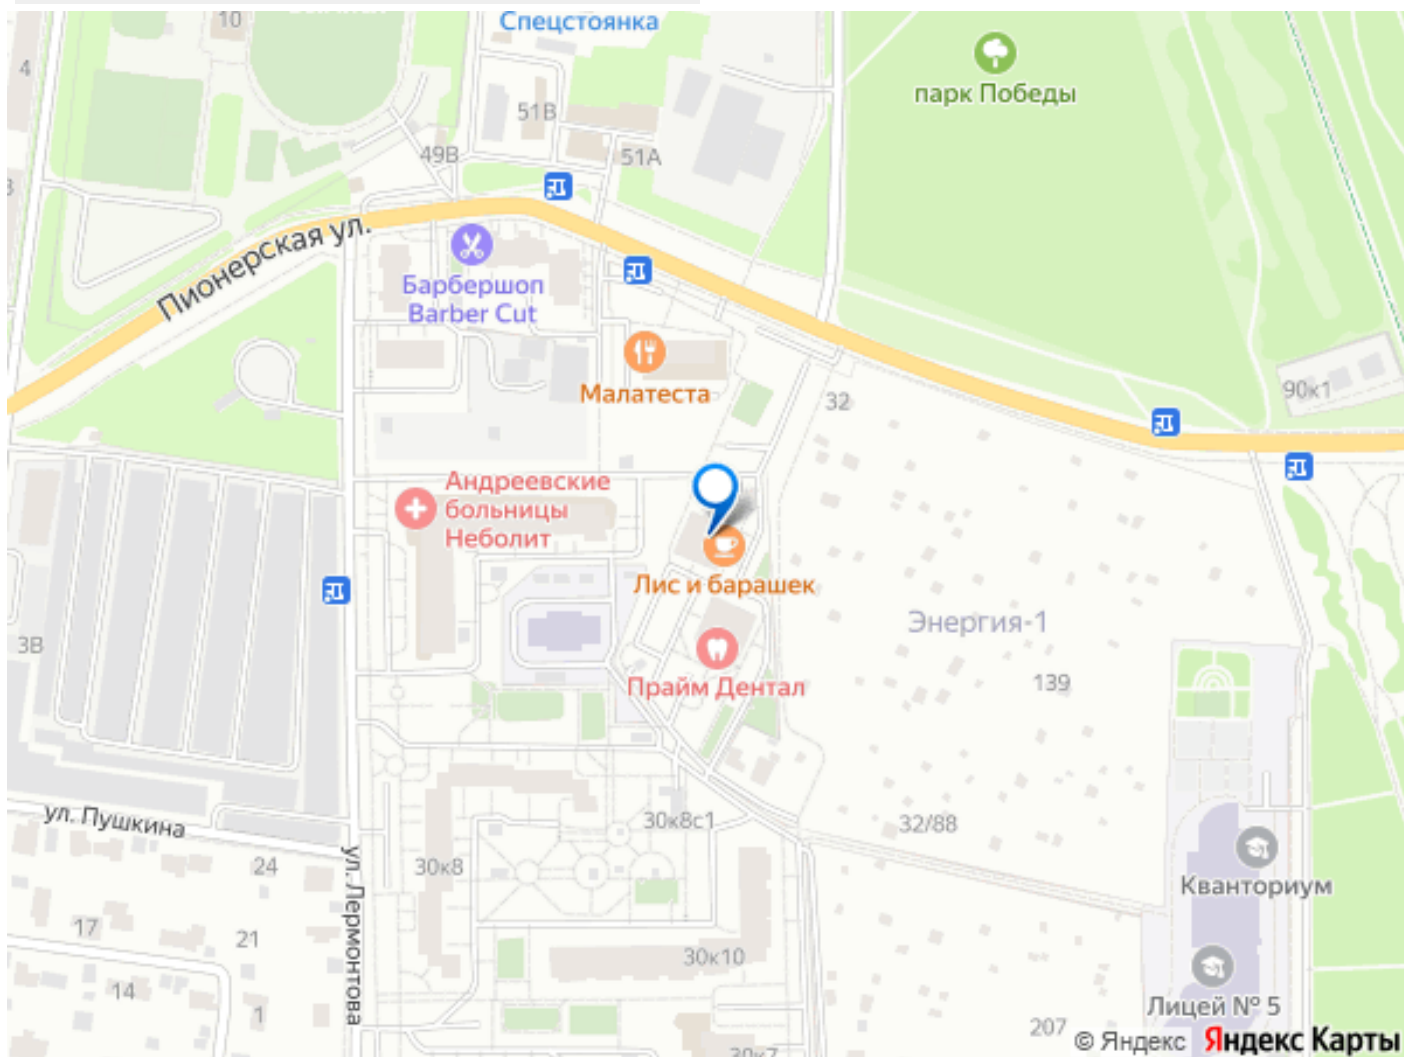 Спецстоянка
10
парк Победы
4
51В
49В
51А
Пионерская ул.
Барбершоп
Barber Cut
Малатеста
32
90к1
Андреевские
больницы
Неболит
Лис и барашек
Энергия-1
3В
Прайм Дентал
139
ул. Пушкина
30к8с1
32/88
24
30к8
ул. Лермонтова
Кванториум
17
21
30к10
14
1
Лицей № 5
207
30к7
© Яндекс Яндекс Карты